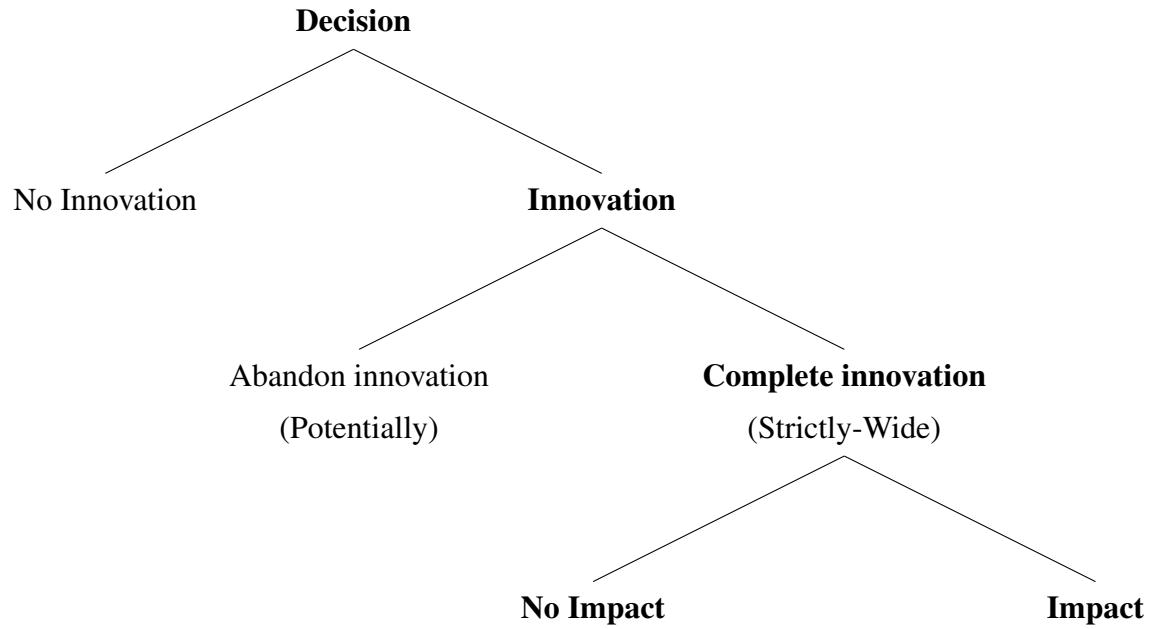 Decision
No Innovation
Innovation
Abandon innovation
(Potentially)
Complete innovation
(Strictly-Wide)
No Impact
Impact